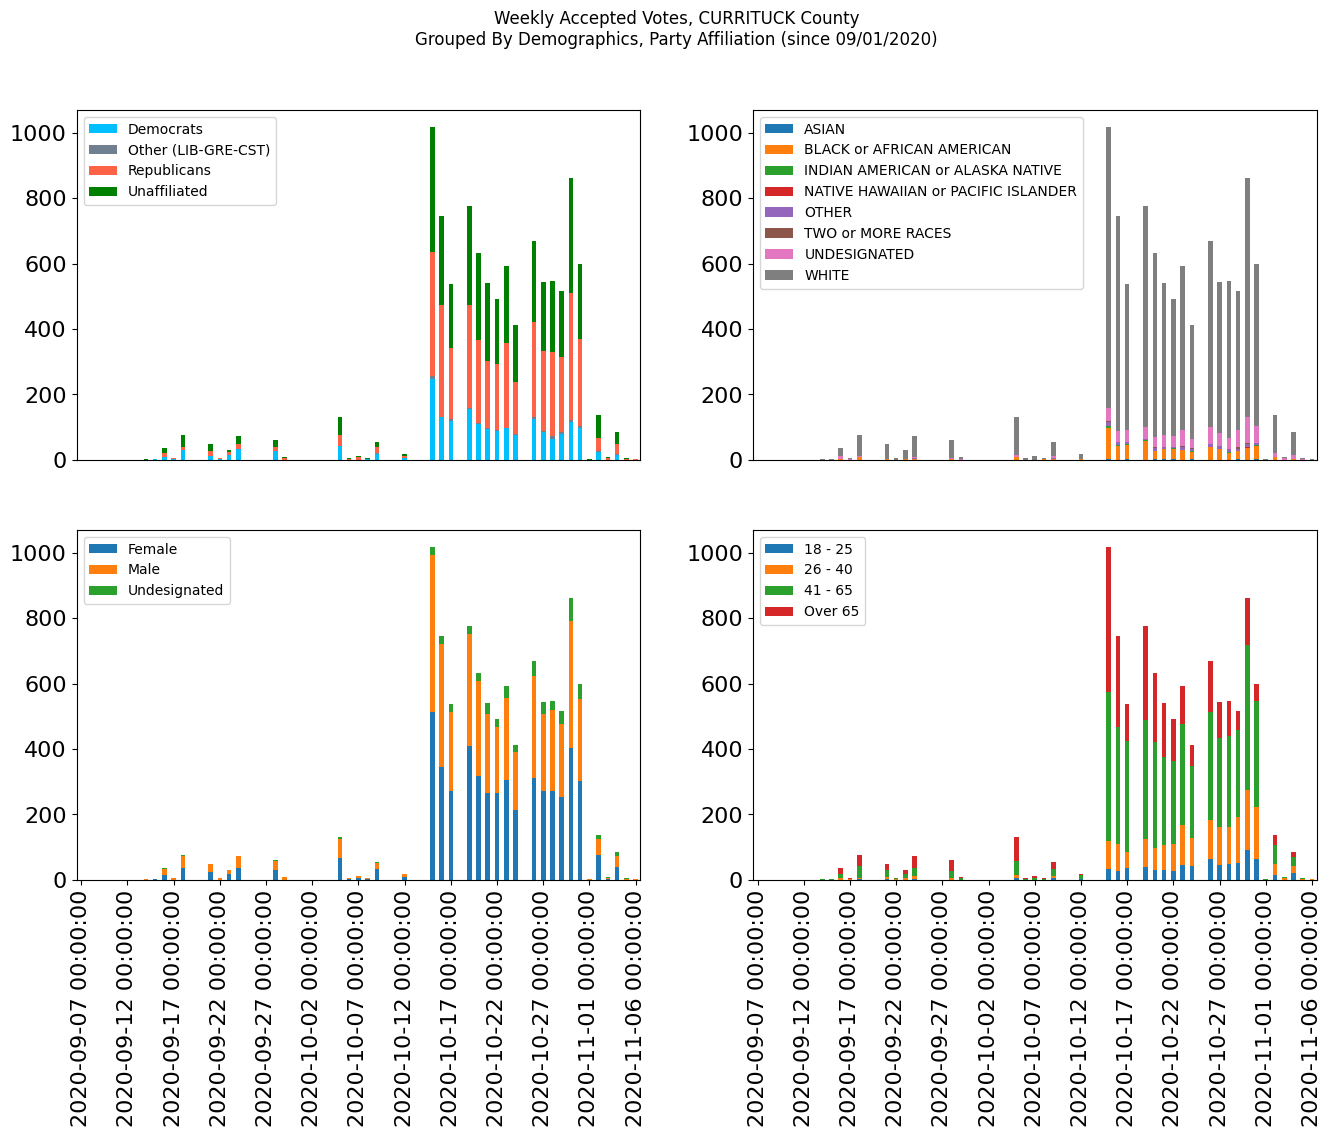 Weekly Accepted Votes, CURRITUCK County
Grouped By Demographics, Party Affiliation (since 09/01/2020)
1000
800
600
400
200
0
Democrats
Other (LIB-GRE-CST)
Republicans
Unaffiliated
1000
800
600
400
200
0
ASIAN
BLACK or AFRICAN AMERICAN
INDIAN AMERICAN or ALASKA NATIVE
NATIVE HAWAIIAN or PACIFIC ISLANDER
OTHER
TWO or MORE RACES
UNDESIGNATED
WHITE
1000
800
600
400
200
0
Female
Male
Undesignated
2020-09-07 00:00:00
2020-09-12 00:00:00
2020-09-17 00:00:00
2020-09-22 00:00:00
2020-09-27 00:00:00
2020-10-02 00:00:00
2020-10-07 00:00:00
2020-10-12 00:00:00
2020-10-17 00:00:00
2020-10-22 00:00:00
2020-10-27 00:00:00
2020-11-01 00:00:00
2020-11-06 00:00:00
1000
800
600
400
200
0
18 - 25
26 - 40
41 - 65
Over 65
2020-09-07 00:00:00
2020-09-12 00:00:00
2020-09-17 00:00:00
2020-09-22 00:00:00
2020-09-27 00:00:00
2020-10-02 00:00:00
2020-10-07 00:00:00
2020-10-12 00:00:00
2020-10-17 00:00:00
2020-10-22 00:00:00
2020-10-27 00:00:00
2020-11-01 00:00:00
2020-11-06 00:00:00